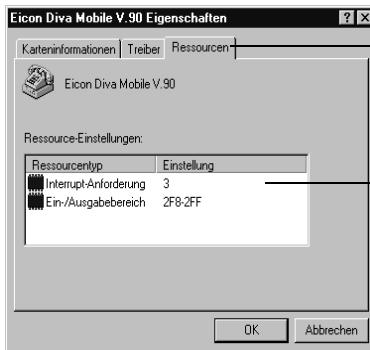 Eicon Diva Mobile V.90 Eigenschaften
Karteninformationen Treiber Ressourcen
Eicon Diva Mobile V.90
Ressource-Einstellungen:
Ressourcentyp Einstellung
Interrupt-Anforderung 3
Ein-/Ausgabebereich 2F8-2FF
OK Abbrechen